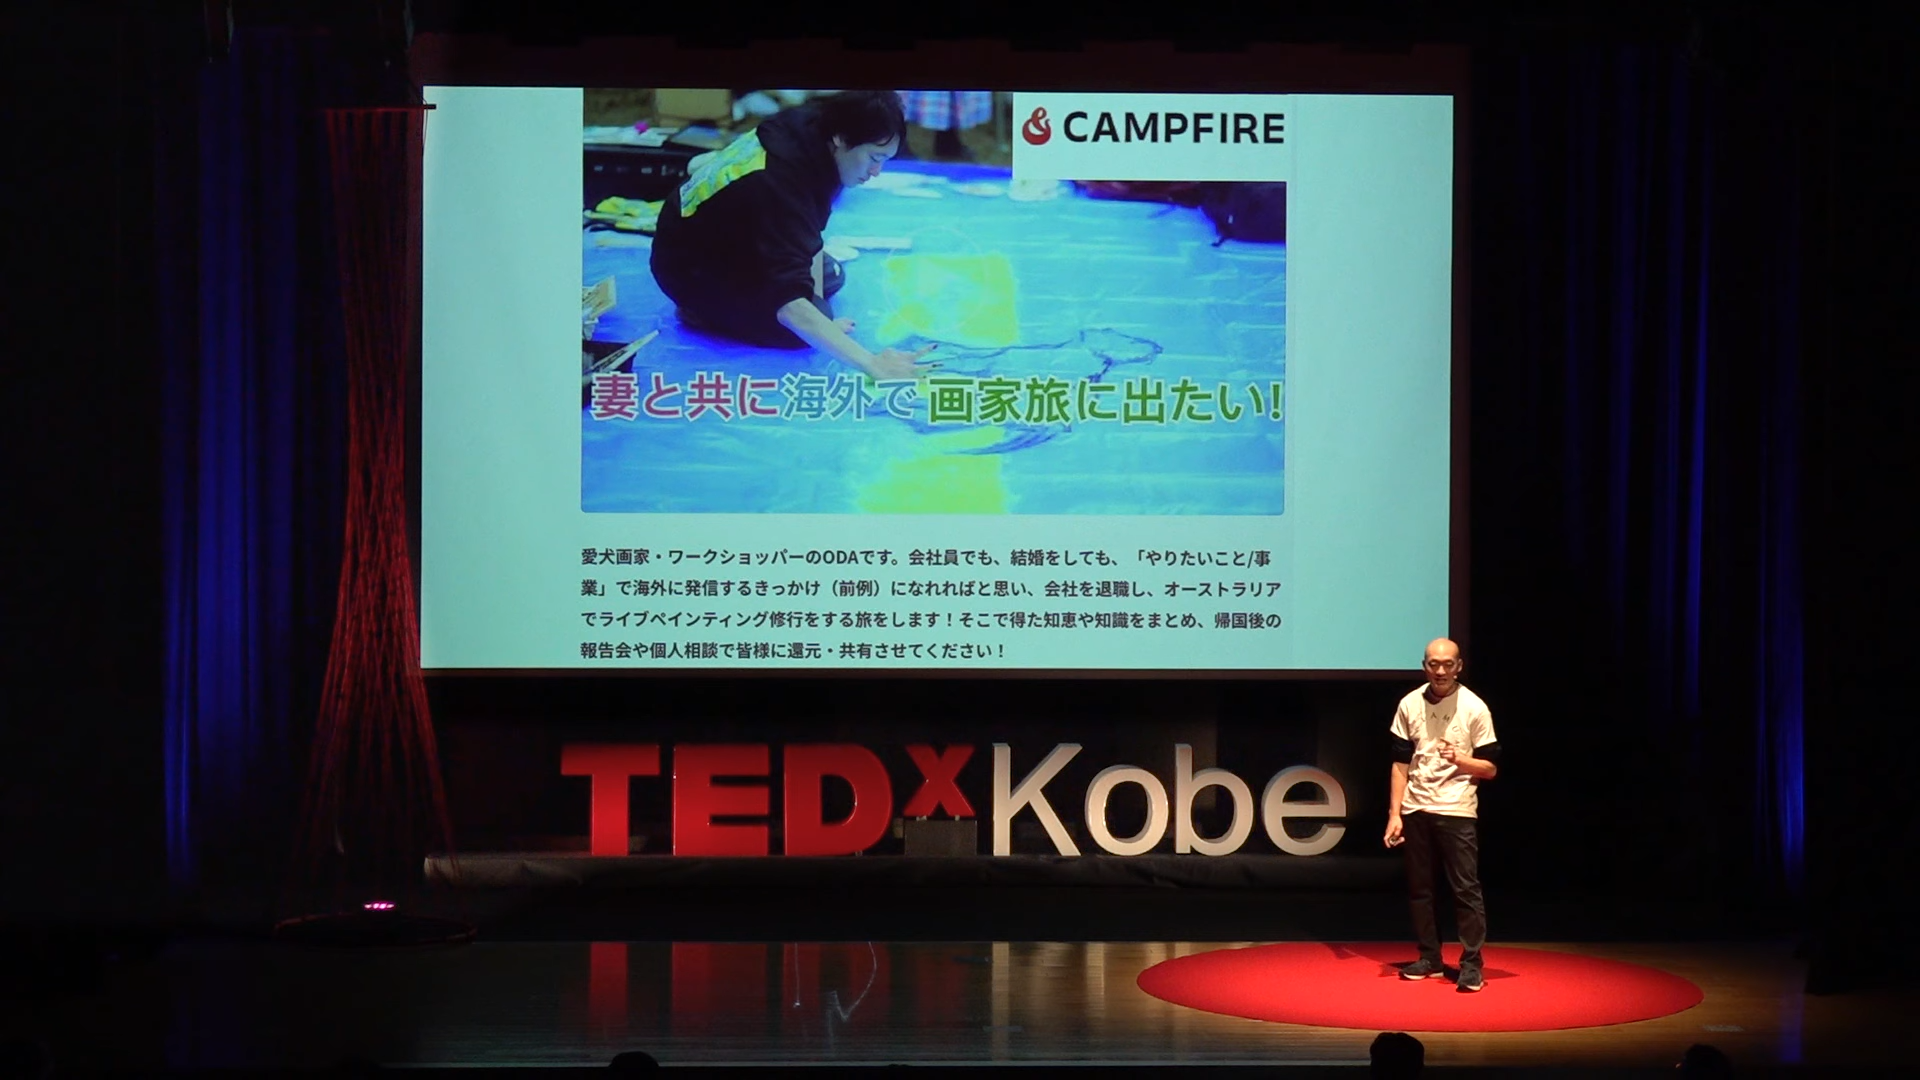 CAMPFIRE
妻と共に海外で画家旅に出たい!
愛犬画家・ワークショッパーのODAです。会社員でも、結婚をしても、「やりたいこと/事
業」で海外に発信するきっかけ（前例）になれればと思い、会社を退職し、オーストラリア
でライブペインティング修行をする旅をします！そこで得た知恵や知識をまとめ、帰国後の
報告会や個人相談で皆様に還元・共有させてください！
TEDxKobe